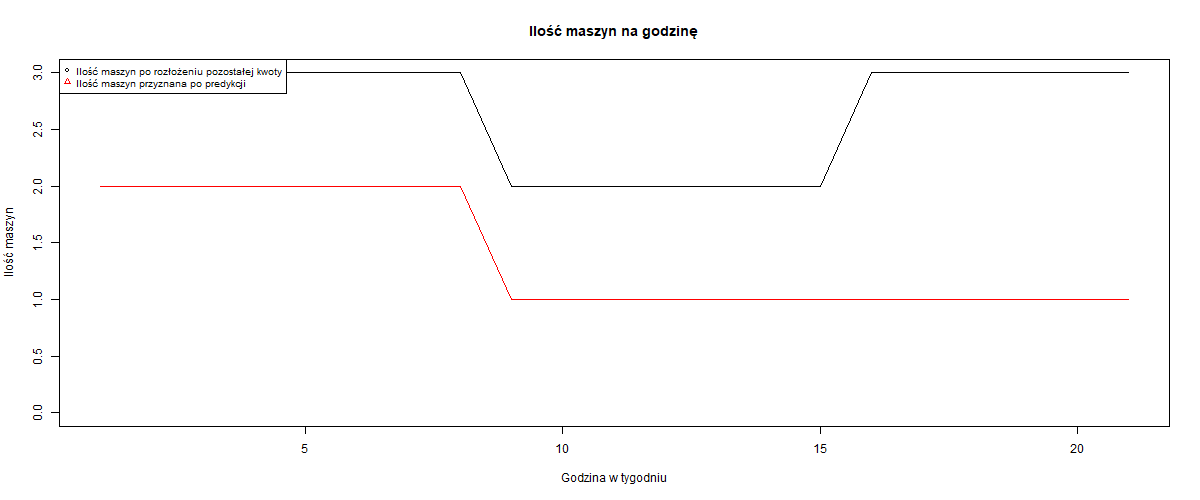 Ilość maszyn na godzinę
Ilość maszyn po rozłożeniu pozostałej kwoty
Ilość maszyn przyznana po predykcji
Ilość maszyn
3.0
2.5
2.0
1.5
1.0
0.5
0.0
5 10 15 20
Godzina w tygodniu